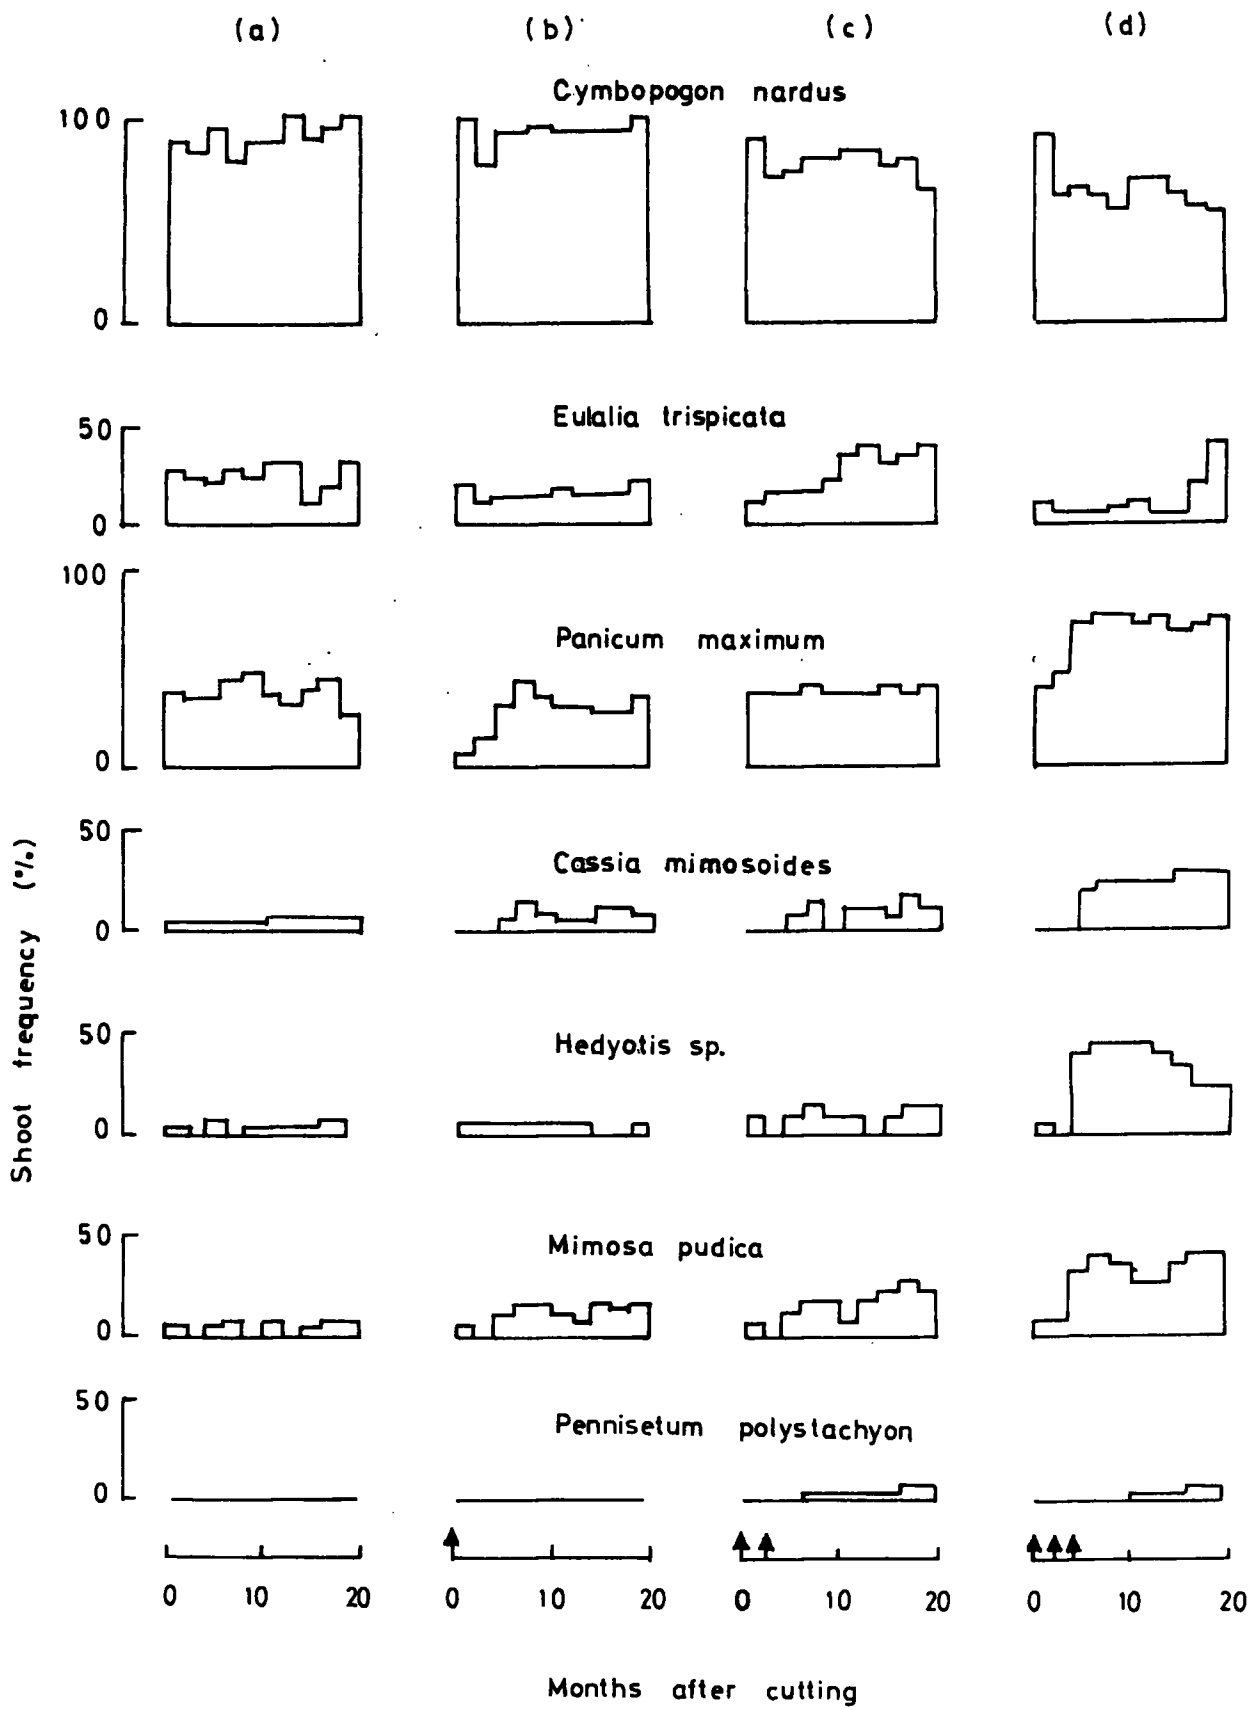 (a) (b) (c) (d)
Cymbopogon nardus
100
0
Eulalia trispicata
50
0
Panicum maximum
100
0
Cassia mimosoides
50
0
Hedyotis sp.
50
0
Mimosa pudica
50
0
Pennisetum polystachyon
50
0
Shoot frequency (%)
0 10 20 0 10 20 0 10 20 0 10 20
Months after cutting